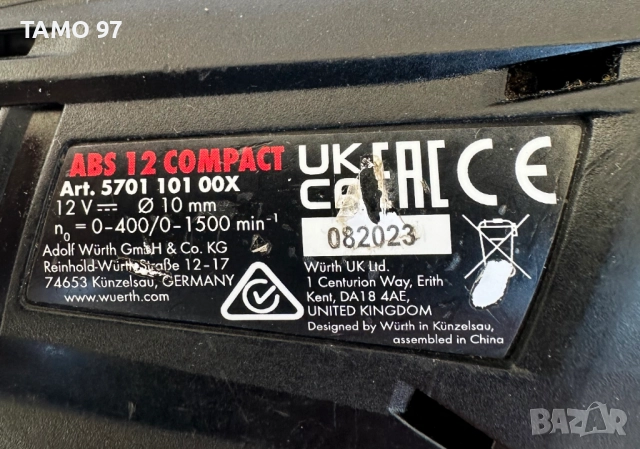 TAMO 97
ABS 12 COMPACT
Art. 5701 101 00X
12 V⎓ Ø 10 mm
n₀ = 0-400/0-1500 min⁻¹
Adolf Würth GmbH & Co. KG
Reinhold-Würth-Straße 12-17
74653 Künzelsau, GERMANY
www.wuerth.com
UK
CA
EAC CE
082023
Würth UK Ltd.
1 Centurion Way, Erith
Kent, DA18 4AE,
UNITED KINGDOM
Designed by Würth in Künzelsau,
assembled in China
BAZAR